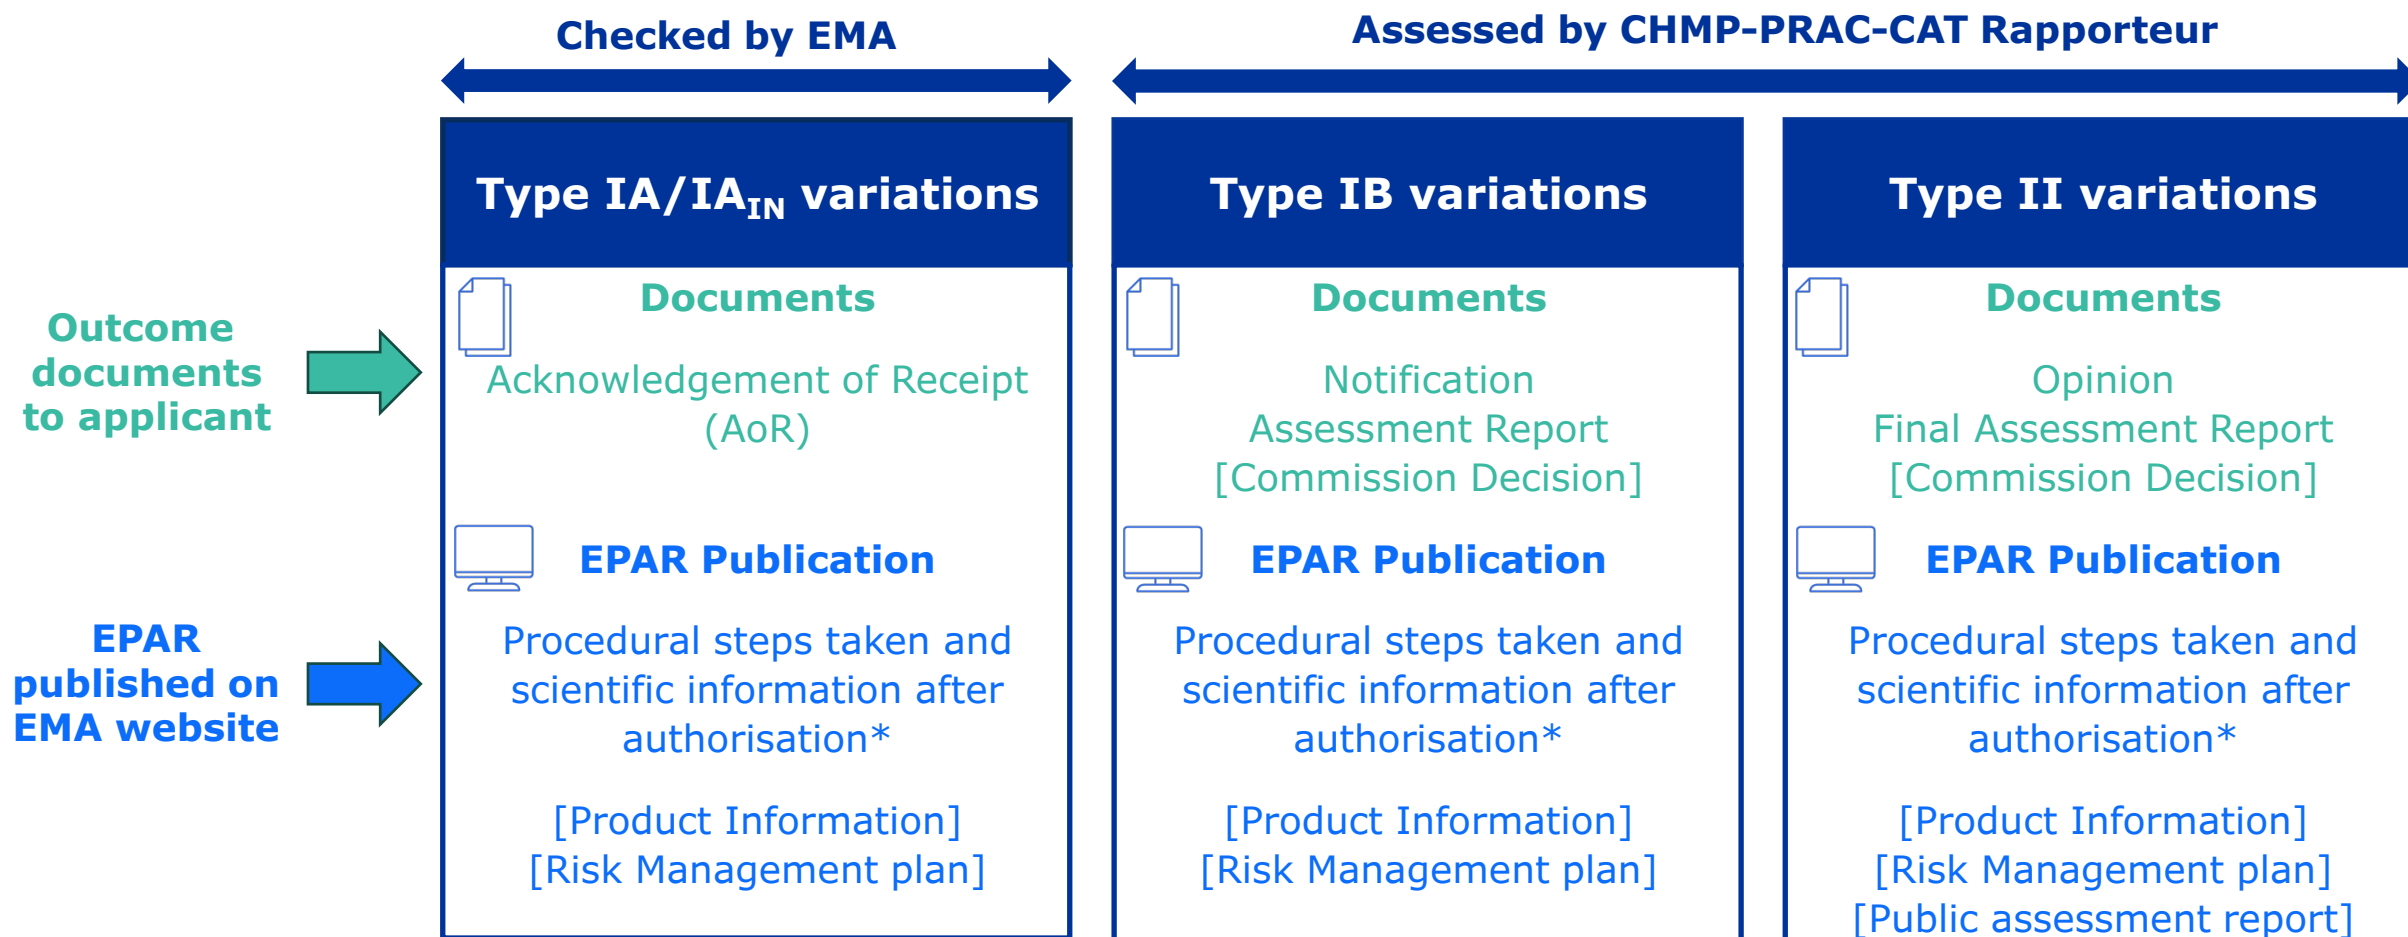 Checked by EMA
Assessed by CHMP-PRAC-CAT Rapporteur
Type IA/IAIN variations
Type IB variations
Type II variations
Outcome
documents
to applicant
Documents
Acknowledgement of Receipt
(AoR)
Documents
Notification
Assessment Report
[Commission Decision]
Documents
Opinion
Final Assessment Report
[Commission Decision]
EPAR
published on
EMA website
EPAR Publication
Procedural steps taken and
scientific information after
authorisation*
[Product Information]
[Risk Management plan]
EPAR Publication
Procedural steps taken and
scientific information after
authorisation*
[Product Information]
[Risk Management plan]
EPAR Publication
Procedural steps taken and
scientific information after
authorisation*
[Product Information]
[Risk Management plan]
[Public assessment report]